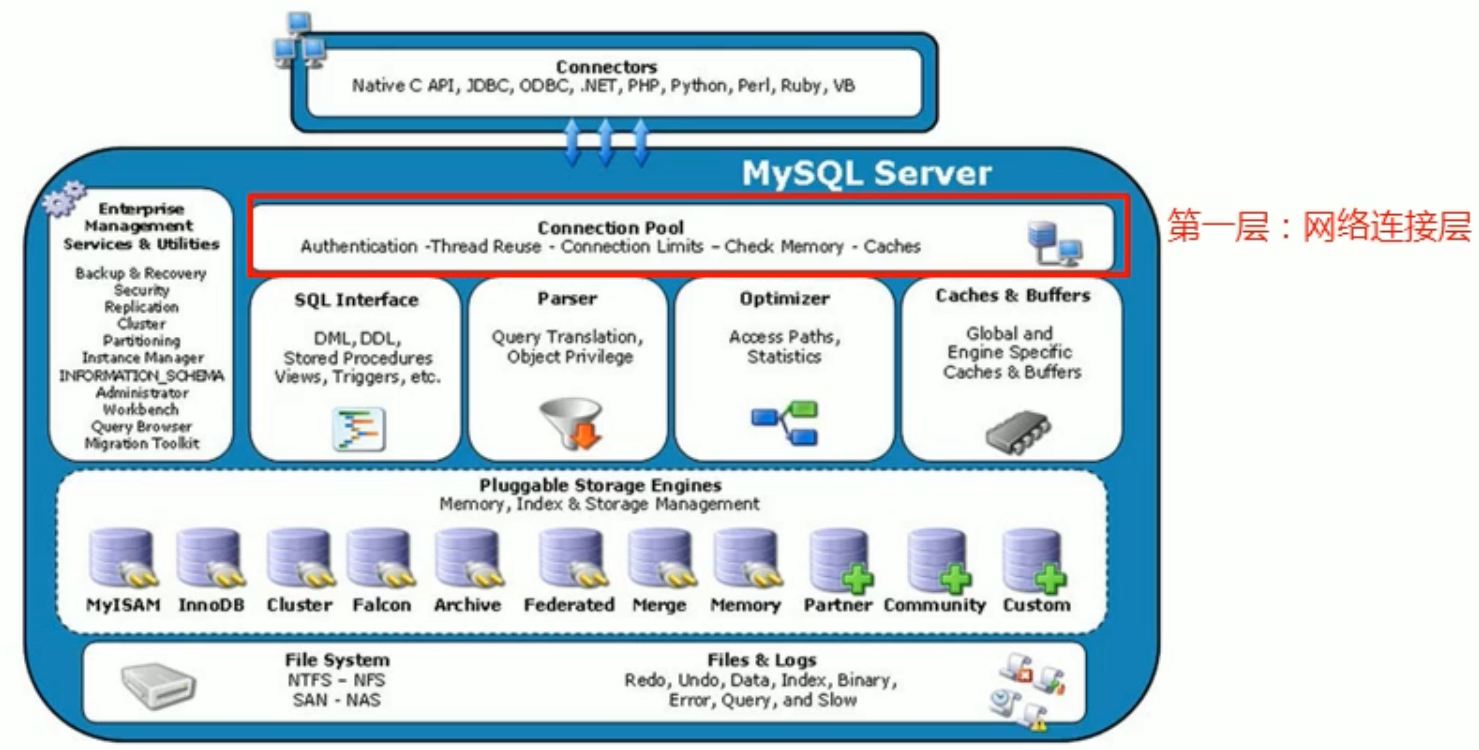 Connectors
Native C API, JDBC, ODBC, .NET, PHP, Python, Perl, Ruby, VB
MySQL Server
Enterprise
Management
Services & Utilities
Backup & Recovery
Security
Replication
Cluster
Partitioning
Instance Manager
INFORMATION_SCHEMA
Administrator
Workbench
Query Browser
Migration Toolkit
Connection Pool
Authentication -Thread Reuse - Connection Limits – Check Memory - Caches
第一层：网络连接层
SQL Interface
DML, DDL,
Stored Procedures
Views, Triggers, etc.
Parser
Query Translation,
Object Privilege
Optimizer
Access Paths,
Statistics
Caches & Buffers
Global and
Engine Specific
Caches & Buffers
Pluggable Storage Engines
Memory, Index & Storage Management
MyISAM InnoDB Cluster Falcon Archive Federated Merge Memory Partner Community Custom
File System
NTFS – NFS
SAN - NAS
Files & Logs
Redo, Undo, Data, Index, Binary,
Error, Query, and Slow